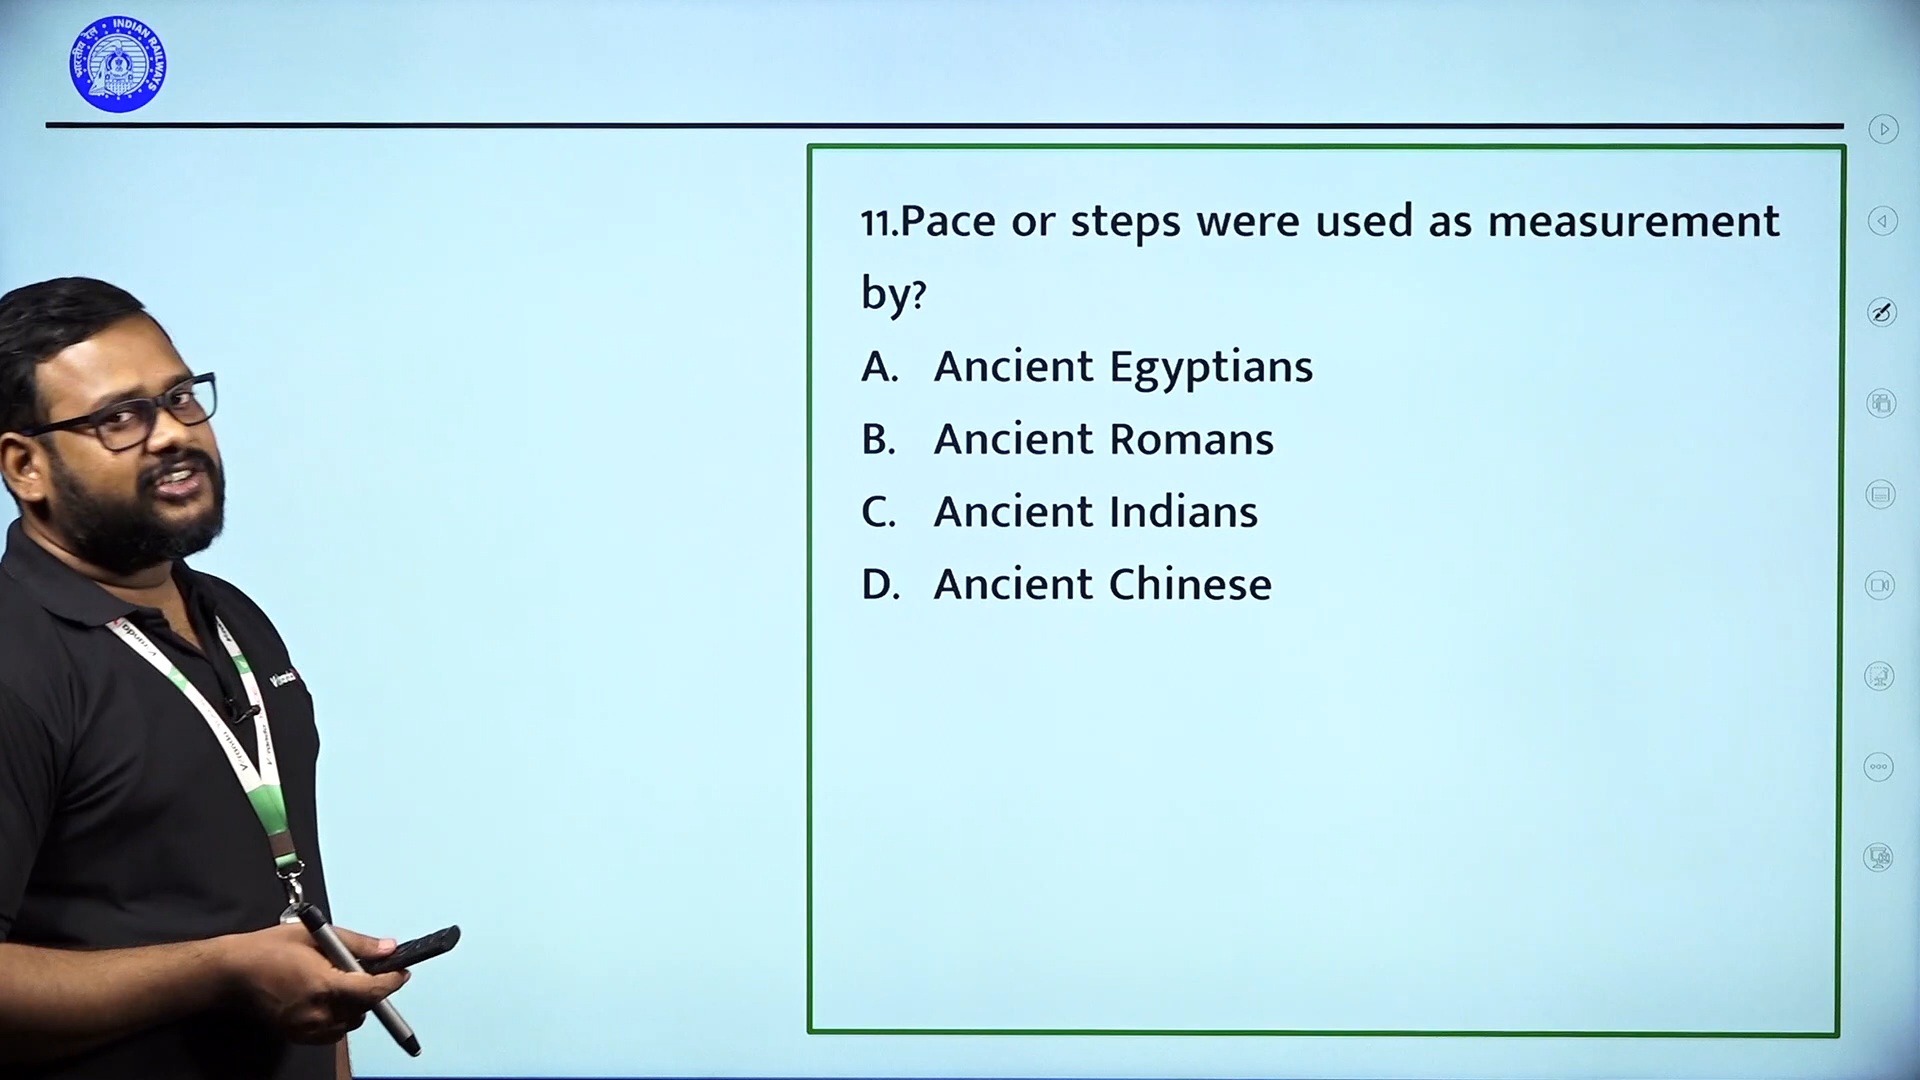 भारतीय रेल • INDIAN RAILWAYS
11.Pace or steps were used as measurement
by?
A. Ancient Egyptians
B. Ancient Romans
C. Ancient Indians
D. Ancient Chinese